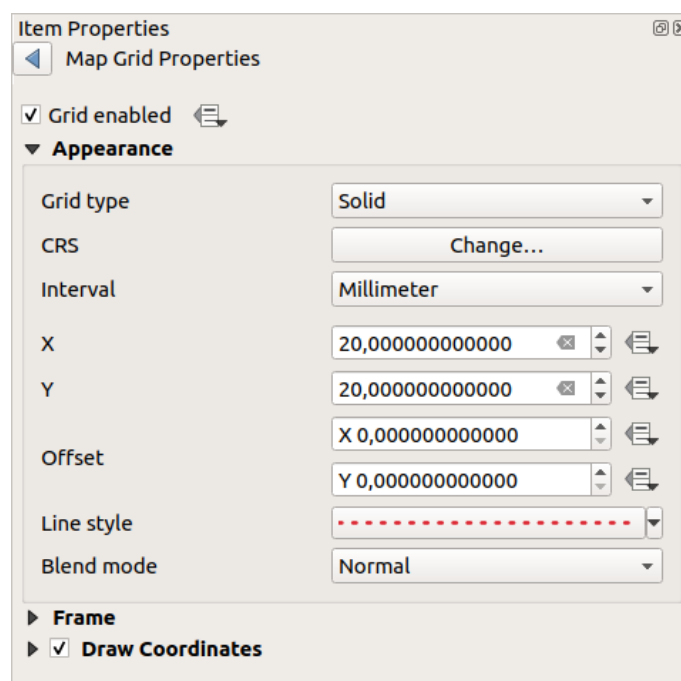 Item Properties
Map Grid Properties
Grid enabled
Appearance
Grid type Solid
CRS Change...
Interval Millimeter
X 20,000000000000
Y 20,000000000000
Offset X 0,000000000000
Y 0,000000000000
Line style
Blend mode Normal
Frame
Draw Coordinates